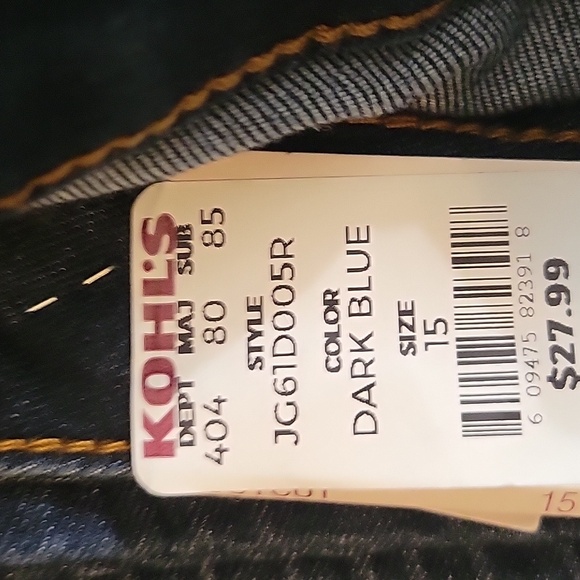 KOHL'S
DEPT MAJ SUB
404 80 85
STYLE
JG61D005R
COLOR
DARK BLUE
SIZE
15
6 09475 82391 8
$27.99
15